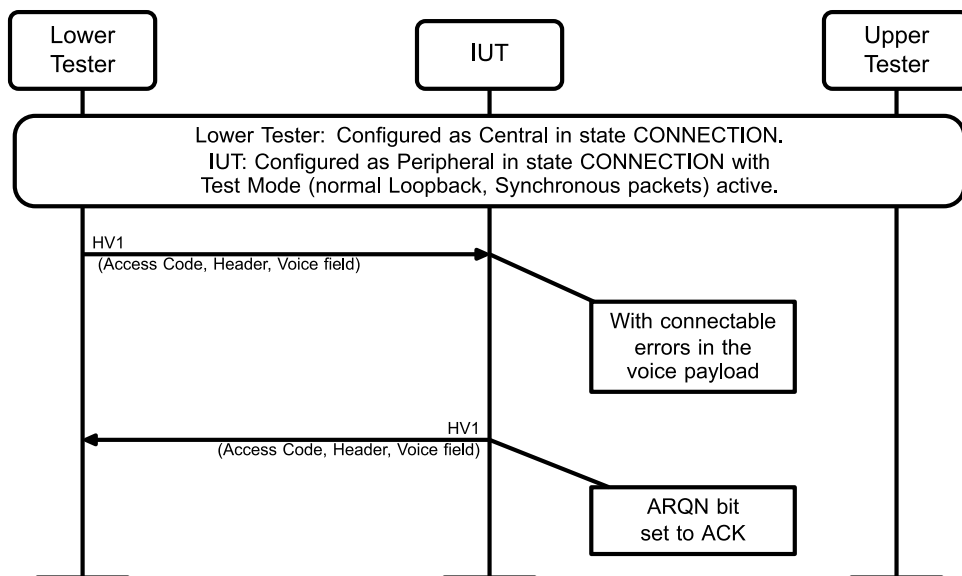 Lower
Tester
IUT
Upper
Tester
Lower Tester: Configured as Central in state CONNECTION.
IUT: Configured as Peripheral in state CONNECTION with
Test Mode (normal Loopback, Synchronous packets) active.
HV1
(Access Code, Header, Voice field)
With connectable
errors in the
voice payload
HV1
(Access Code, Header, Voice field)
ARQN bit
set to ACK